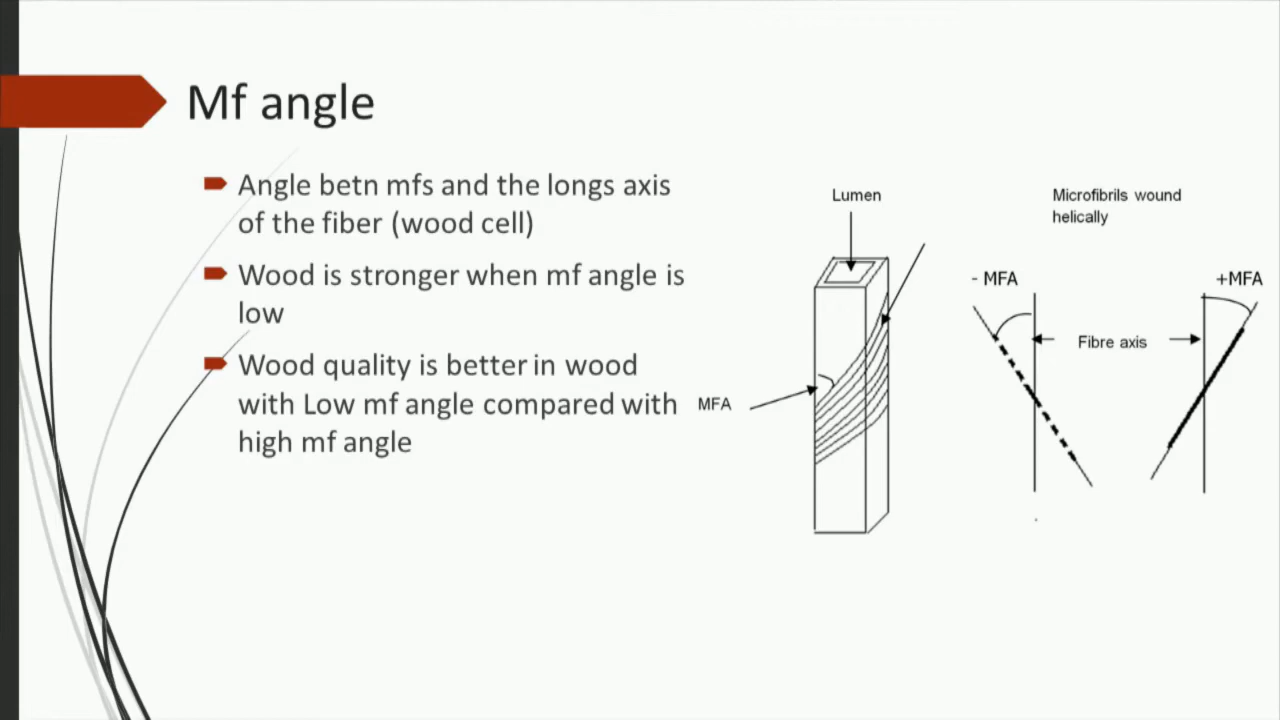 Mf angle
Angle betn mfs and the longs axis
of the fiber (wood cell)
Wood is stronger when mf angle is
low
Wood quality is better in wood
with Low mf angle compared with
high mf angle
Lumen
MFA
Microfibrils wound
helically
- MFA
+MFA
Fibre axis